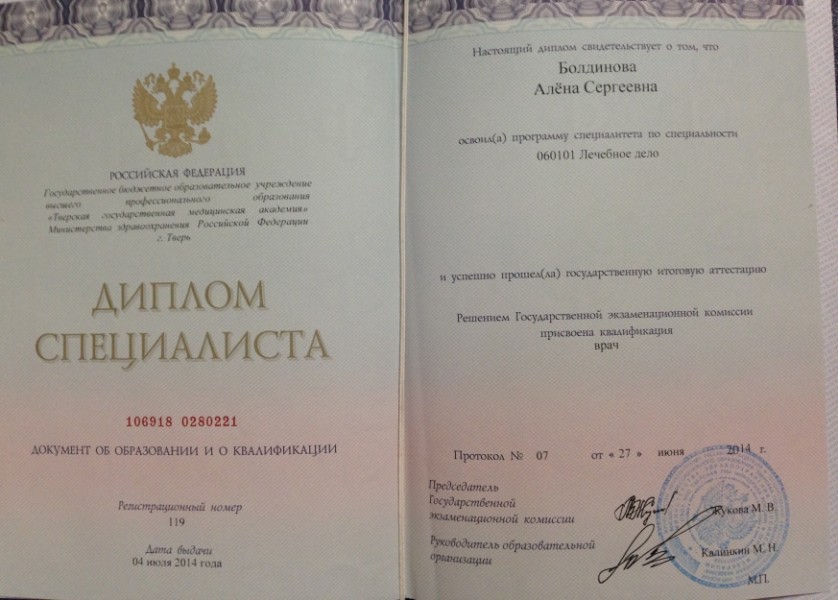 РОССИЙСКАЯ ФЕДЕРАЦИЯ
Государственное бюджетное образовательное учреждение
высшего профессионального образования
«Тверская государственная медицинская академия»
Министерства здравоохранения Российской Федерации
г. Тверь
ДИПЛОМ
СПЕЦИАЛИСТА
106918 0280221
ДОКУМЕНТ ОБ ОБРАЗОВАНИИ И О КВАЛИФИКАЦИИ
Регистрационный номер
119
Дата выдачи
04 июля 2014 года
Настоящий диплом свидетельствует о том, что
Болдинова
Алёна Сергеевна
освоил(а) программу специалитета по специальности
060101 Лечебное дело
и успешно прошел(ла) государственную итоговую аттестацию
Решением Государственной экзаменационной комиссии
присвоена квалификация
врач
Протокол № 07 от « 27 » июня 2014 г.
Председатель
Государственной
экзаменационной комиссии Жукова М. В.
Руководитель образовательной
организации Калинкин М. Н.
М.П.